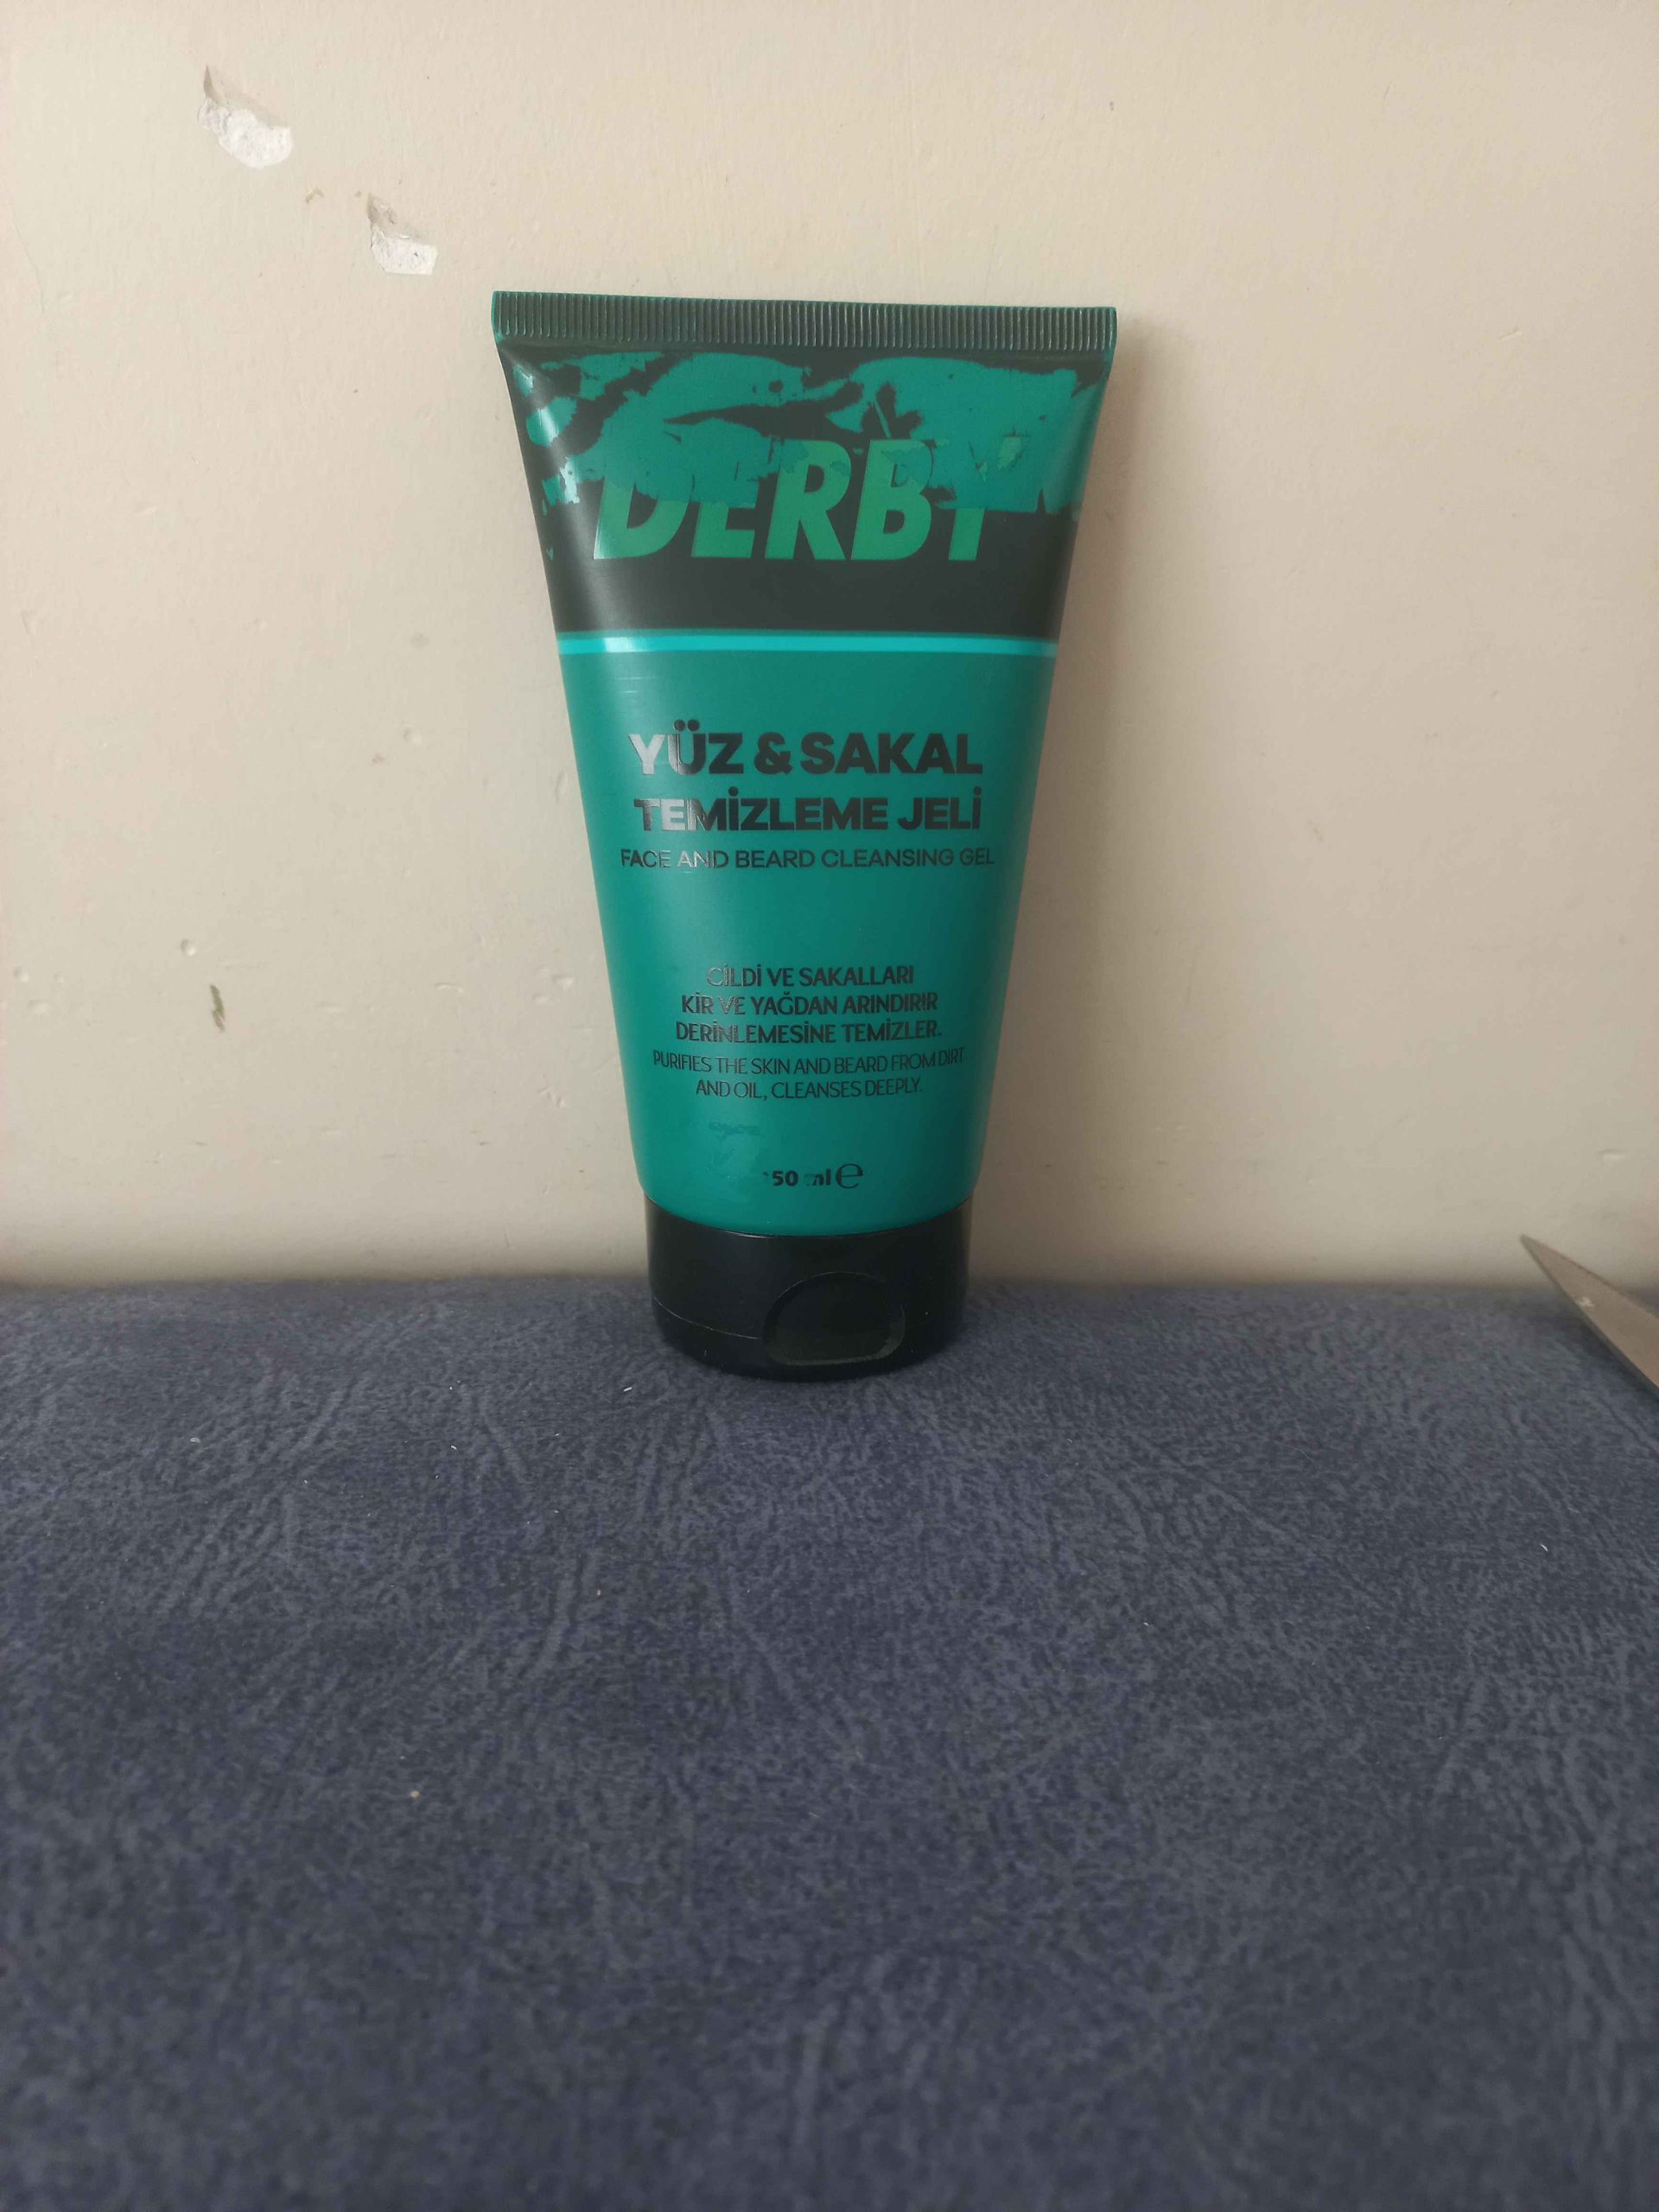 DERBY
YÜZ & SAKAL
TEMİZLEME JELİ
FACE AND BEARD CLEANSING GEL
CİLDİ VE SAKALLARI
KİR VE YAĞDAN ARINDIRIR
DERİNLEMESİNE TEMİZLER.
PURIFIES THE SKIN AND BEARD FROM DIRT
AND OIL, CLEANSES DEEPLY.
150 ml e